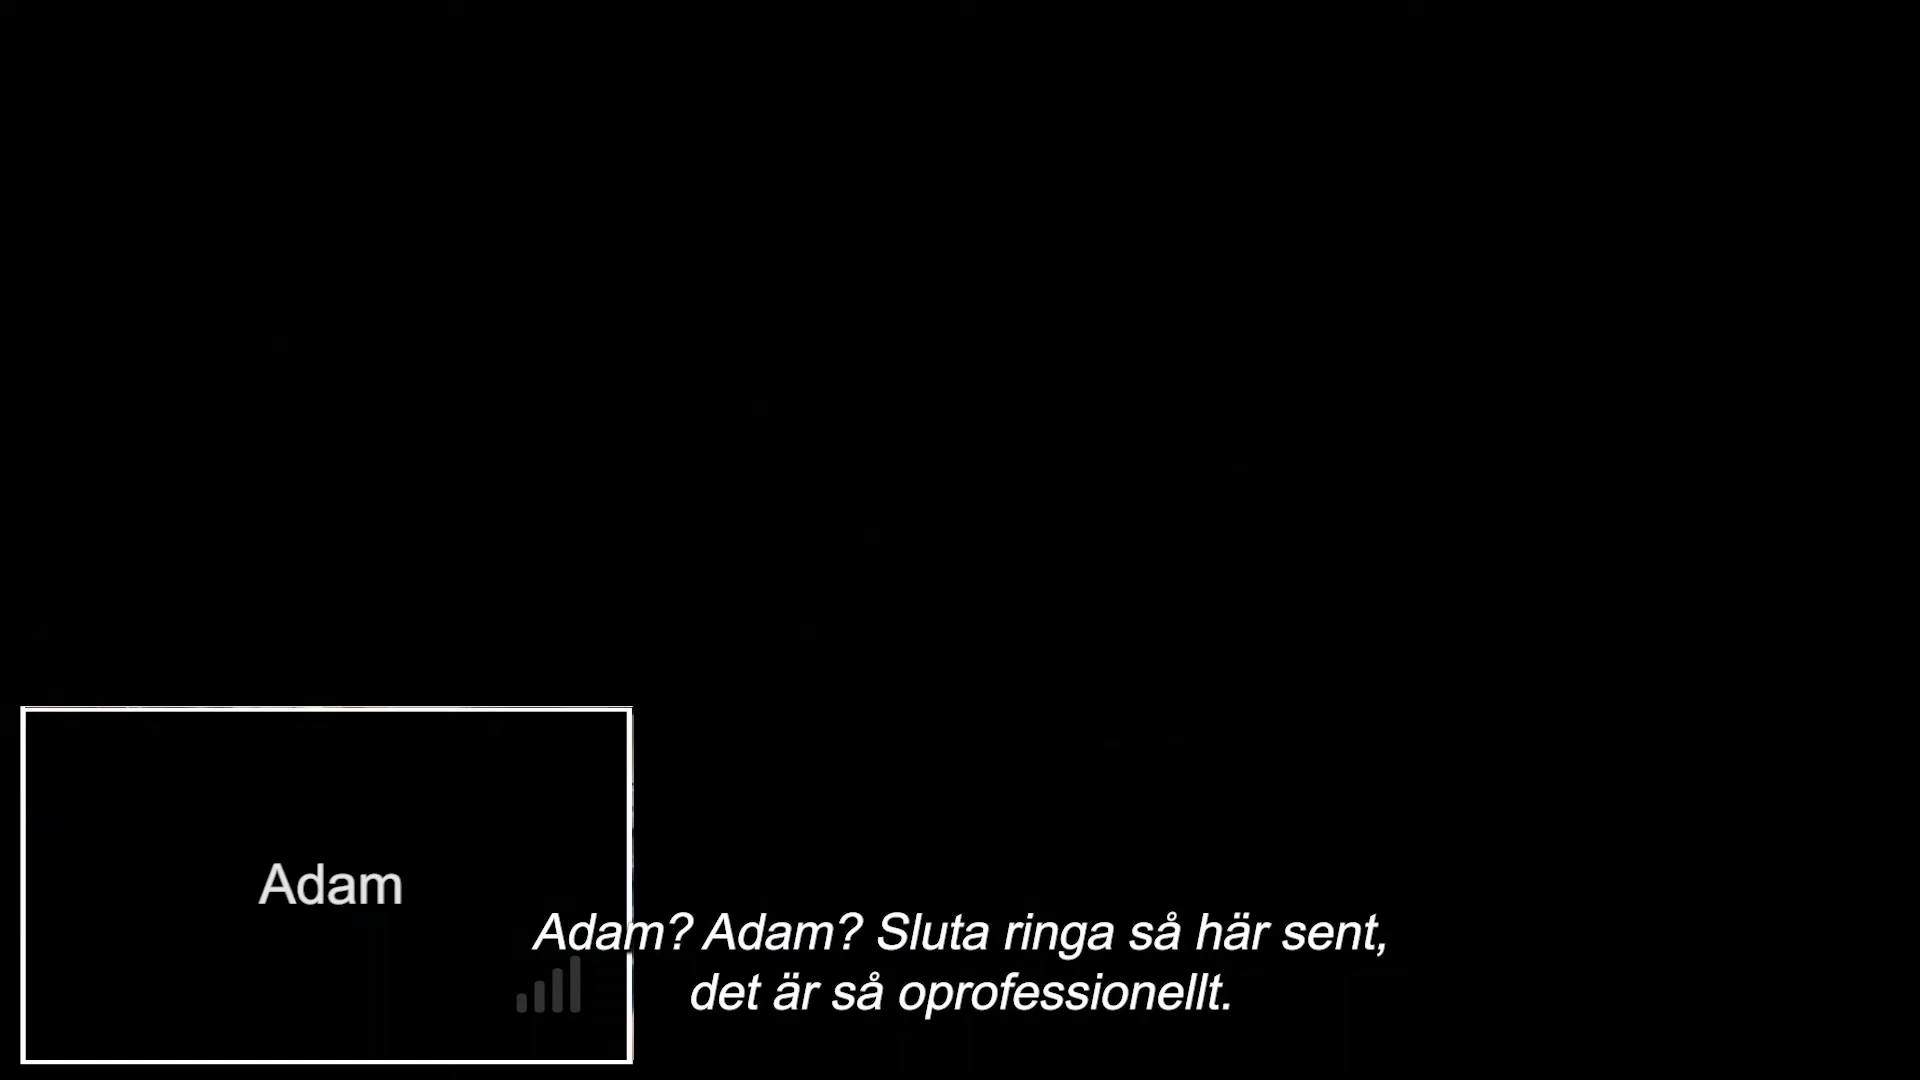 Adam
Adam? Adam? Sluta ringa så här sent,
det är så oprofessionellt.